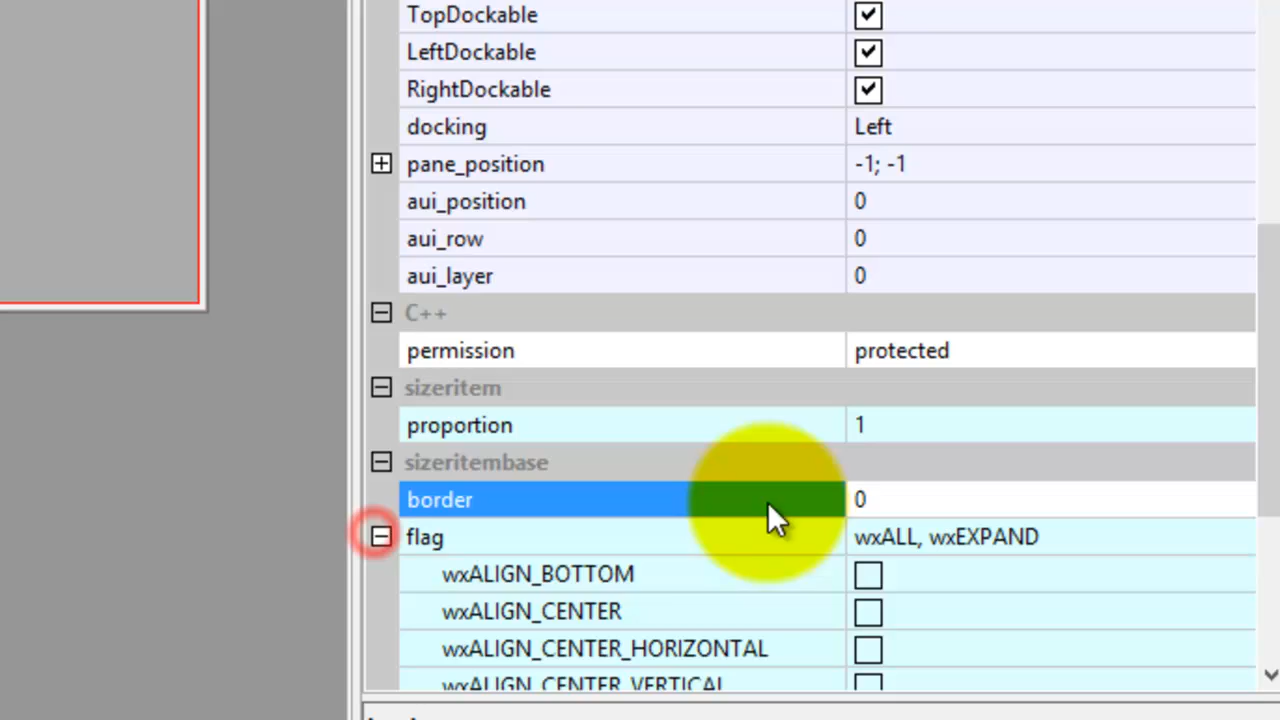 TopDockable
LeftDockable
RightDockable
docking Left
pane_position -1; -1
aui_position 0
aui_row 0
aui_layer 0
C++
permission protected
sizeritem
proportion 1
sizeritembase
border 0
flag wxALL, wxEXPAND
wxALIGN_BOTTOM
wxALIGN_CENTER
wxALIGN_CENTER_HORIZONTAL
wxALIGN_CENTER_VERTICAL